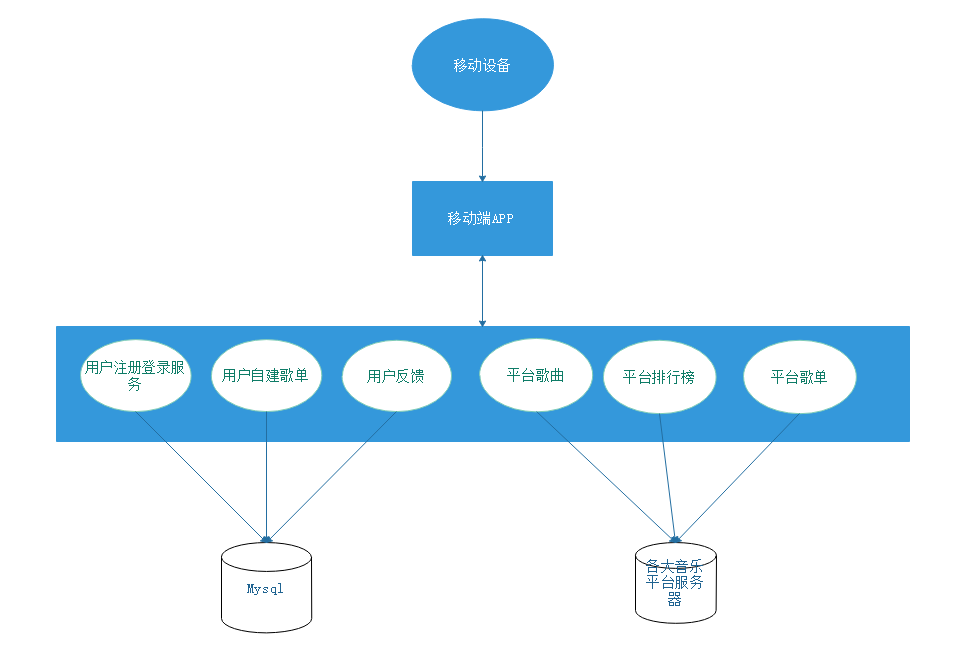 移动设备
移动端APP
用户注册登录服
务
用户自建歌单
用户反馈
平台歌曲
平台排行榜
平台歌单
Mysql
各大音乐
平台服务
器